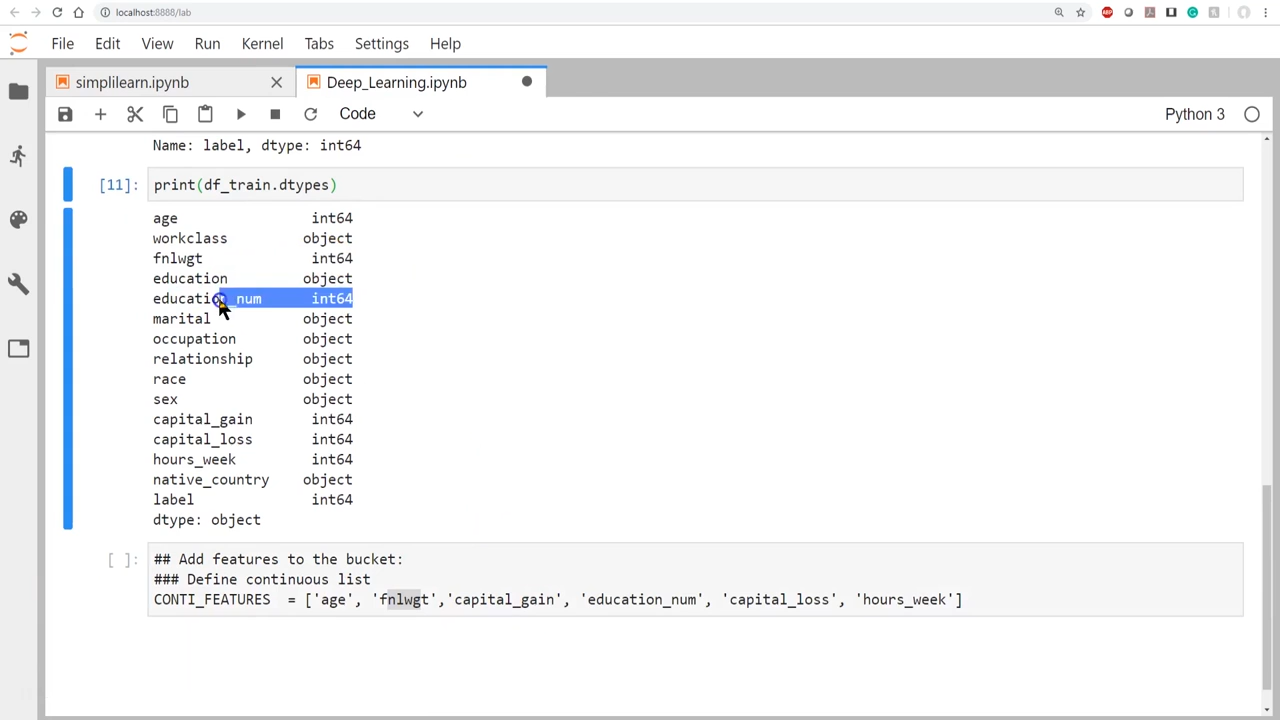 localhost:8888/lab
File Edit View Run Kernel Tabs Settings Help
simplilearn.ipynb
Deep_Learning.ipynb
Code
Python 3
Name: label, dtype: int64
[11]:
print(df_train.dtypes)
age int64
workclass object
fnlwgt int64
education object
education_num int64
marital object
occupation object
relationship object
race object
sex object
capital_gain int64
capital_loss int64
hours_week int64
native_country object
label int64
dtype: object
[ ]:
## Add features to the bucket:
### Define continuous list
CONTI_FEATURES = ['age', 'fnlwgt','capital_gain', 'education_num', 'capital_loss', 'hours_week']